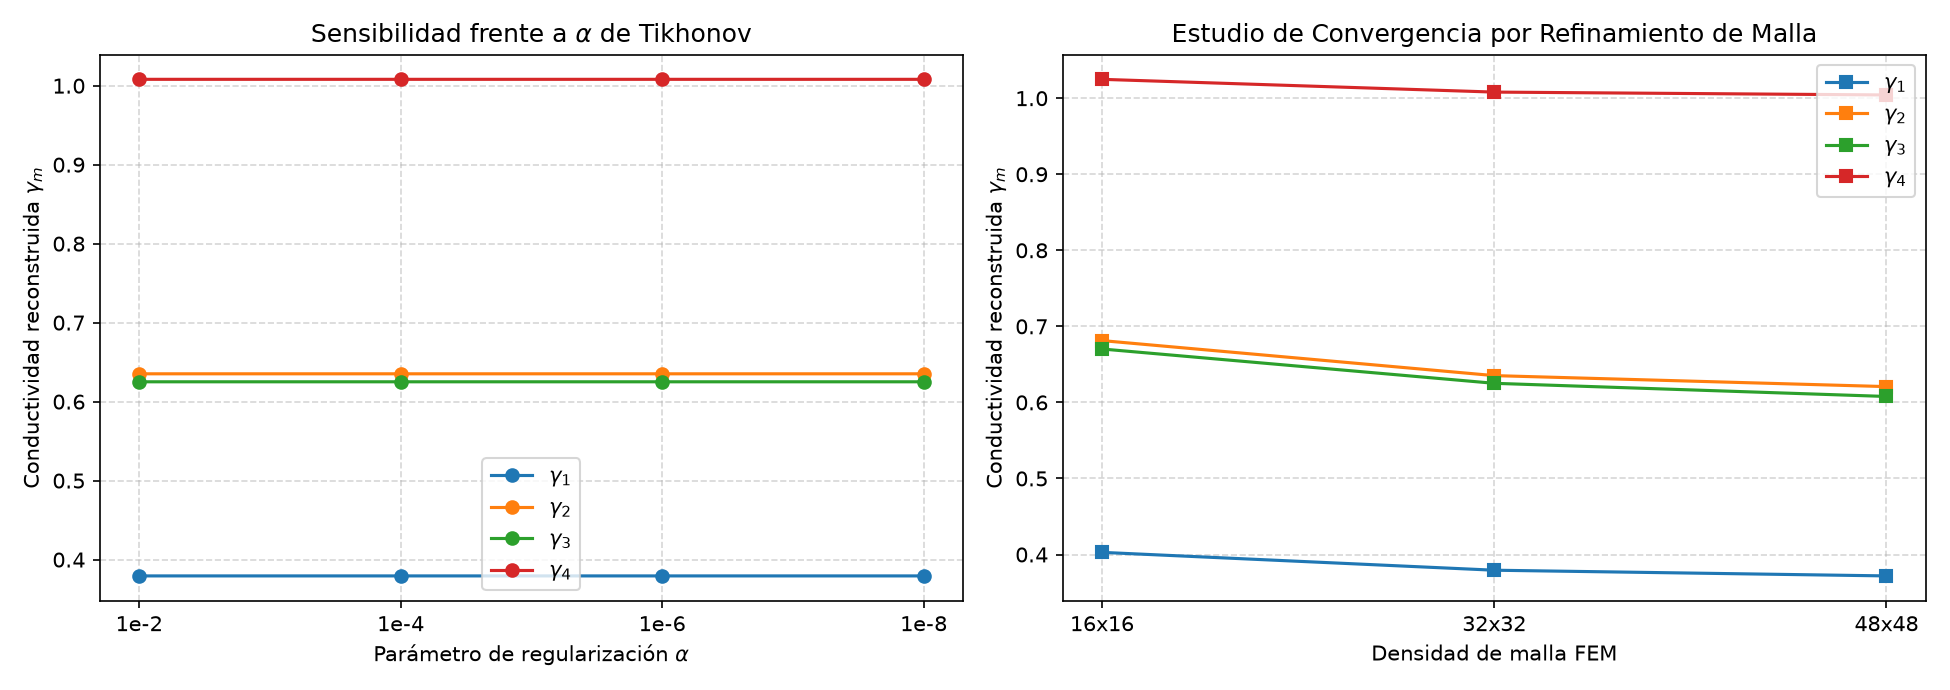 Sensibilidad frente a α de Tikhonov
Conductividad reconstruida γₘ
1.0
0.9
0.8
0.7
0.6
0.5
0.4
γ₁
γ₂
γ₃
γ₄
1e-2 1e-4 1e-6 1e-8
Parámetro de regularización α
Estudio de Convergencia por Refinamiento de Malla
Conductividad reconstruida γₘ
1.0
0.9
0.8
0.7
0.6
0.5
0.4
γ₁
γ₂
γ₃
γ₄
16x16 32x32 48x48
Densidad de malla FEM